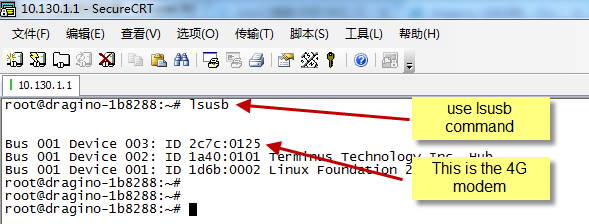 10.130.1.1 - SecureCRT
文件(F) 编辑(E) 查看(V) 选项(O) 传输(T) 脚本(S) 工具(L) 帮助(H)
10.130.1.1
root@dragino-1b8288:~# lsusb
use lsusb
command
Bus 001 Device 003: ID 2c7c:0125
Bus 001 Device 002: ID 1a40:0101 Terminus Technology Inc. Hub
Bus 001 Device 001: ID 1d6b:0002 Linux Foundation 2
This is the 4G
modem
root@dragino-1b8288:~#
root@dragino-1b8288:~#
root@dragino-1b8288:~#